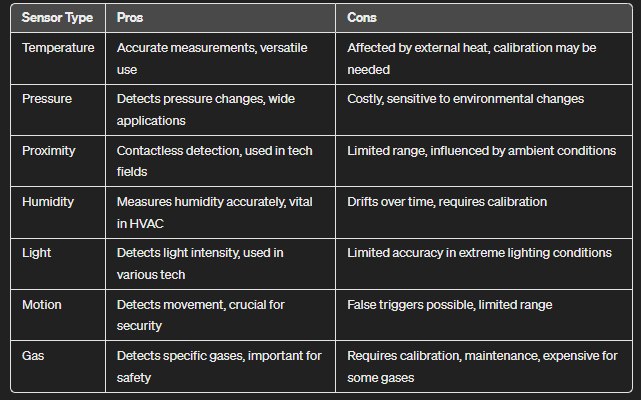 Sensor Type Pros Cons
Temperature Accurate measurements, versatile Affected by external heat, calibration may be
use needed
Pressure Detects pressure changes, wide Costly, sensitive to environmental changes
applications
Proximity Contactless detection, used in tech Limited range, influenced by ambient conditions
fields
Humidity Measures humidity accurately, vital Drifts over time, requires calibration
in HVAC
Light Detects light intensity, used in Limited accuracy in extreme lighting conditions
various tech
Motion Detects movement, crucial for False triggers possible, limited range
security
Gas Detects specific gases, important for Requires calibration, maintenance, expensive for
safety some gases